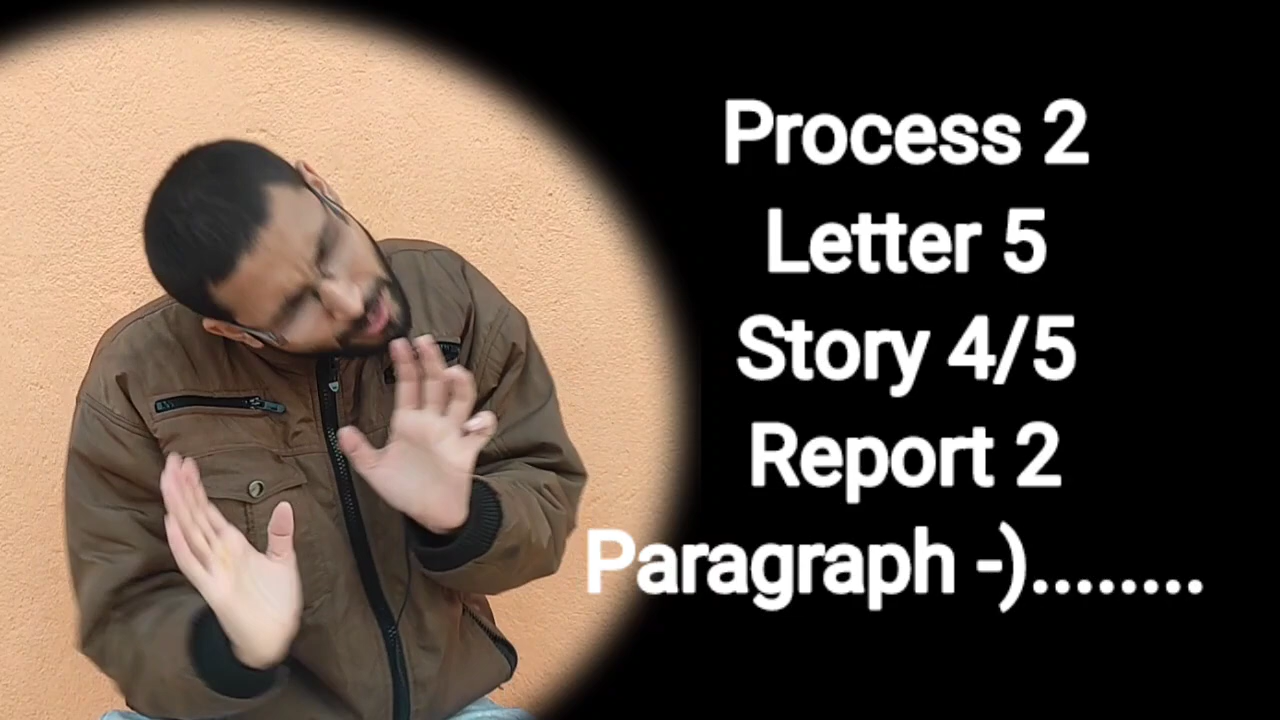 Process 2
Letter 5
Story 4/5
Report 2
Paragraph -)........